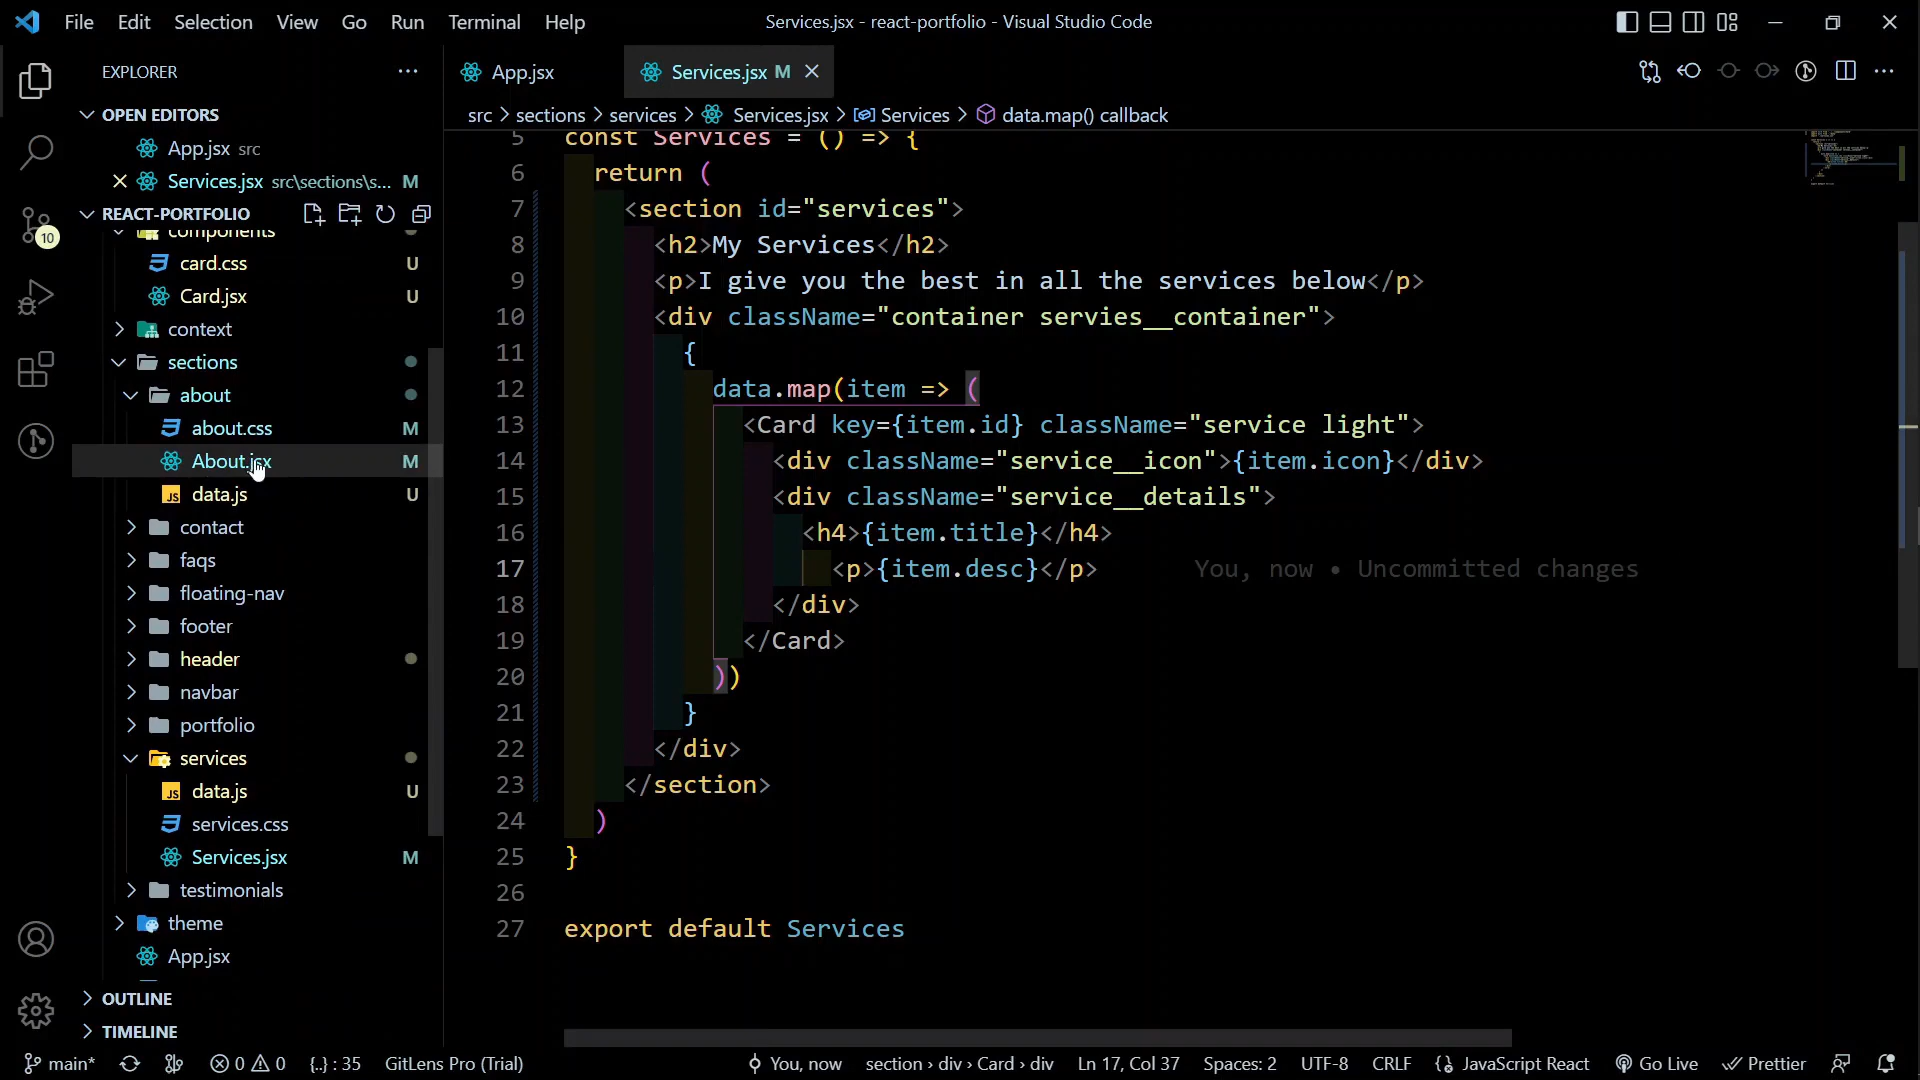 File Edit Selection View Go Run Terminal Help Services.jsx - react-portfolio - Visual Studio Code
EXPLORER
OPEN EDITORS
App.jsx src
Services.jsx src\sections\s... M
REACT-PORTFOLIO
components
card.css U
Card.jsx U
context
sections
about
about.css M
About.jsx M
data.js U
contact
faqs
floating-nav
footer
header
navbar
portfolio
services
data.js U
services.css
Services.jsx M
testimonials
theme
App.jsx
OUTLINE
TIMELINE
10
App.jsx Services.jsx M
src > sections > services > Services.jsx > Services > data.map() callback
5 const Services = () => {
6 return (
7 <section id="services">
8 <h2>My Services</h2>
9 <p>I give you the best in all the services below</p>
10 <div className="container servies__container">
11 {
12 data.map(item => (
13 <Card key={item.id} className="service light">
14 <div className="service__icon">{item.icon}</div>
15 <div className="service__details">
16 <h4>{item.title}</h4>
17 <p>{item.desc}</p> You, now • Uncommitted changes
18 </div>
19 </Card>
20 ))
21 }
22 </div>
23 </section>
24 )
25 }
26
27 export default Services
main* 0 0 {..} : 35 GitLens Pro (Trial) You, now section › div › Card › div Ln 17, Col 37 Spaces: 2 UTF-8 CRLF JavaScript React Go Live Prettier